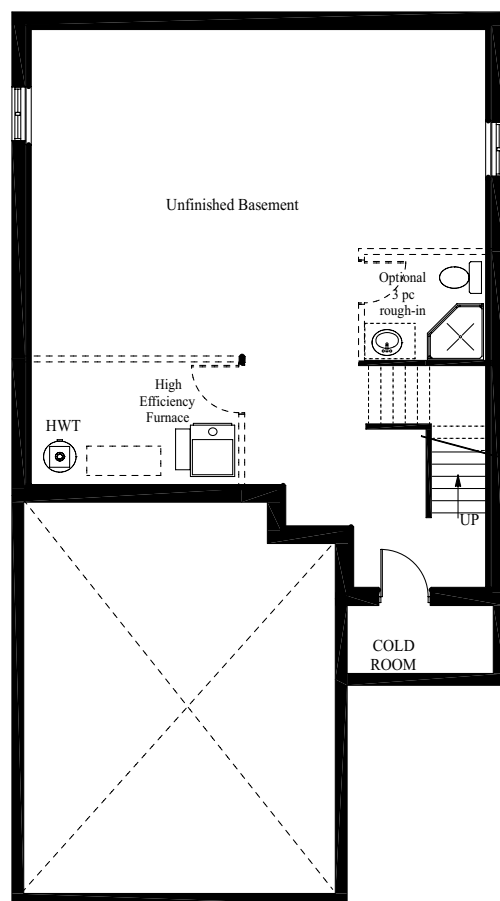 Unfinished Basement
Optional
3 pc
rough-in
High
Efficiency
Furnace
HWT
UP
COLD
ROOM